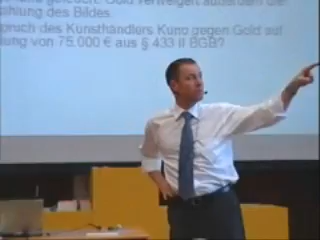 gelöscht. Gold verweigert außerdem die
ahlung des Bildes.
pruch des Kunsthändlers Kuno gegen Gold auf
lung von 75.000 € aus § 433 II BGB?